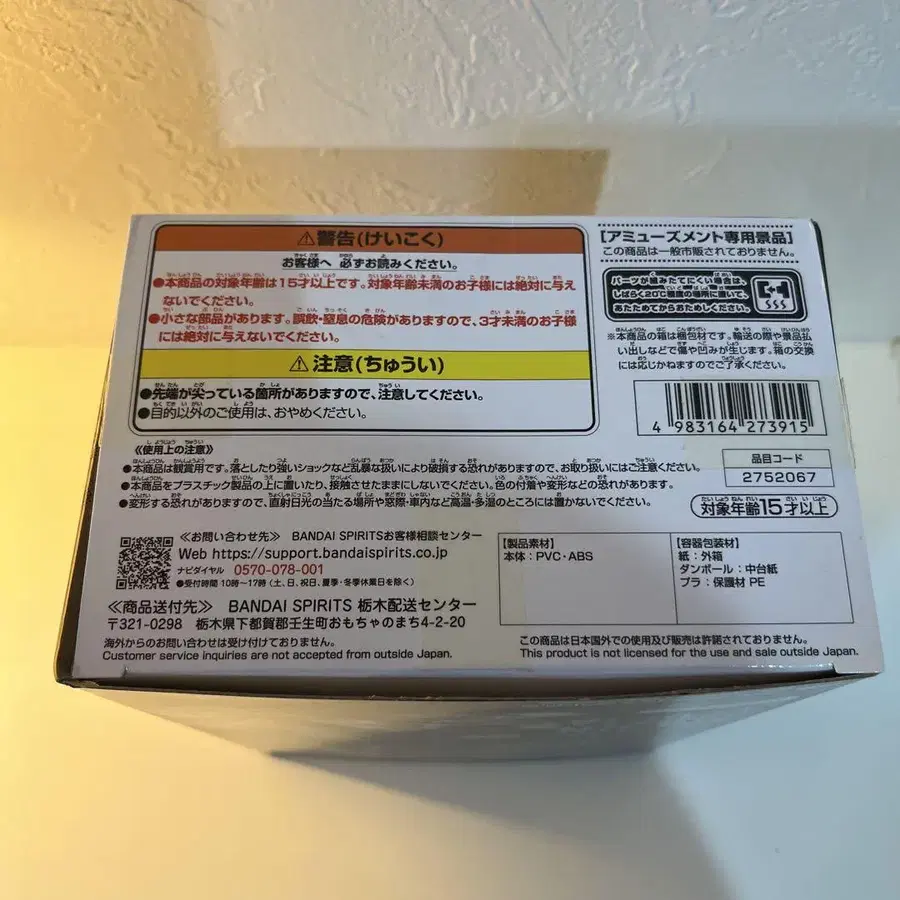 ⚠警告(けいこく)
お客様へ 必ずお読みください。
●本商品の対象年齢は15才以上です。対象年齢未満のお子様には絶対に与え
ないでください。
●小さな部品があります。誤飲・窒息の危険がありますので、3才未満のお子様
には絶対に与えないでください。
⚠注意(ちゅうい)
●先端が尖っている箇所がありますので、注意してください。
●目的以外のご使用は、おやめください。
【アミューズメント専用景品】
この商品は一般市販されておりません。
パーツが組みたてにくい場合は、
しばらく20℃程度の場所に置いて、
あたためてからおためしください。
※本商品の箱は梱包材です。輸送の際や景品払
い出しなどで傷や凹みが生じます。箱の交換
には応じかねますのでご了承ください。
4 983164 273915
品目コード
2752067
対象年齢15才以上
《使用上の注意》
●本商品は観賞用です。落としたり強いショックなど乱暴な扱いにより破損する恐れがありますので、お取り扱いにはご注意ください。
●本商品をプラスチック製品の上に置いたり、接触させたままにしないでください。色の付着や変形などの恐れがあります。
●変形する恐れがありますので、直射日光の当たる場所や窓際・車内など高温・多湿のところには置かないでください。
≪お問い合わせ先≫ BANDAI SPIRITSお客様相談センター
Web https://support.bandaispirits.co.jp
ナビダイヤル 0570-078-001
●受付時間 10時〜17時(土、日、祝日、夏季・冬季休業日を除く)
≪商品送付先≫ BANDAI SPIRITS 栃木配送センター
〒321-0298 栃木県下都賀郡壬生町おもちゃのまち4-2-20
海外からのお問い合わせは受け付けておりません。
Customer service inquiries are not accepted from outside Japan.
【製品素材】
本体:PVC・ABS
【容器包装材】
紙:外箱
ダンボール:中台紙
プラ:保護材 PE
この商品は日本国外での使用及び販売は許諾されておりません。
This product is not licensed for the use and sale outside Japan.